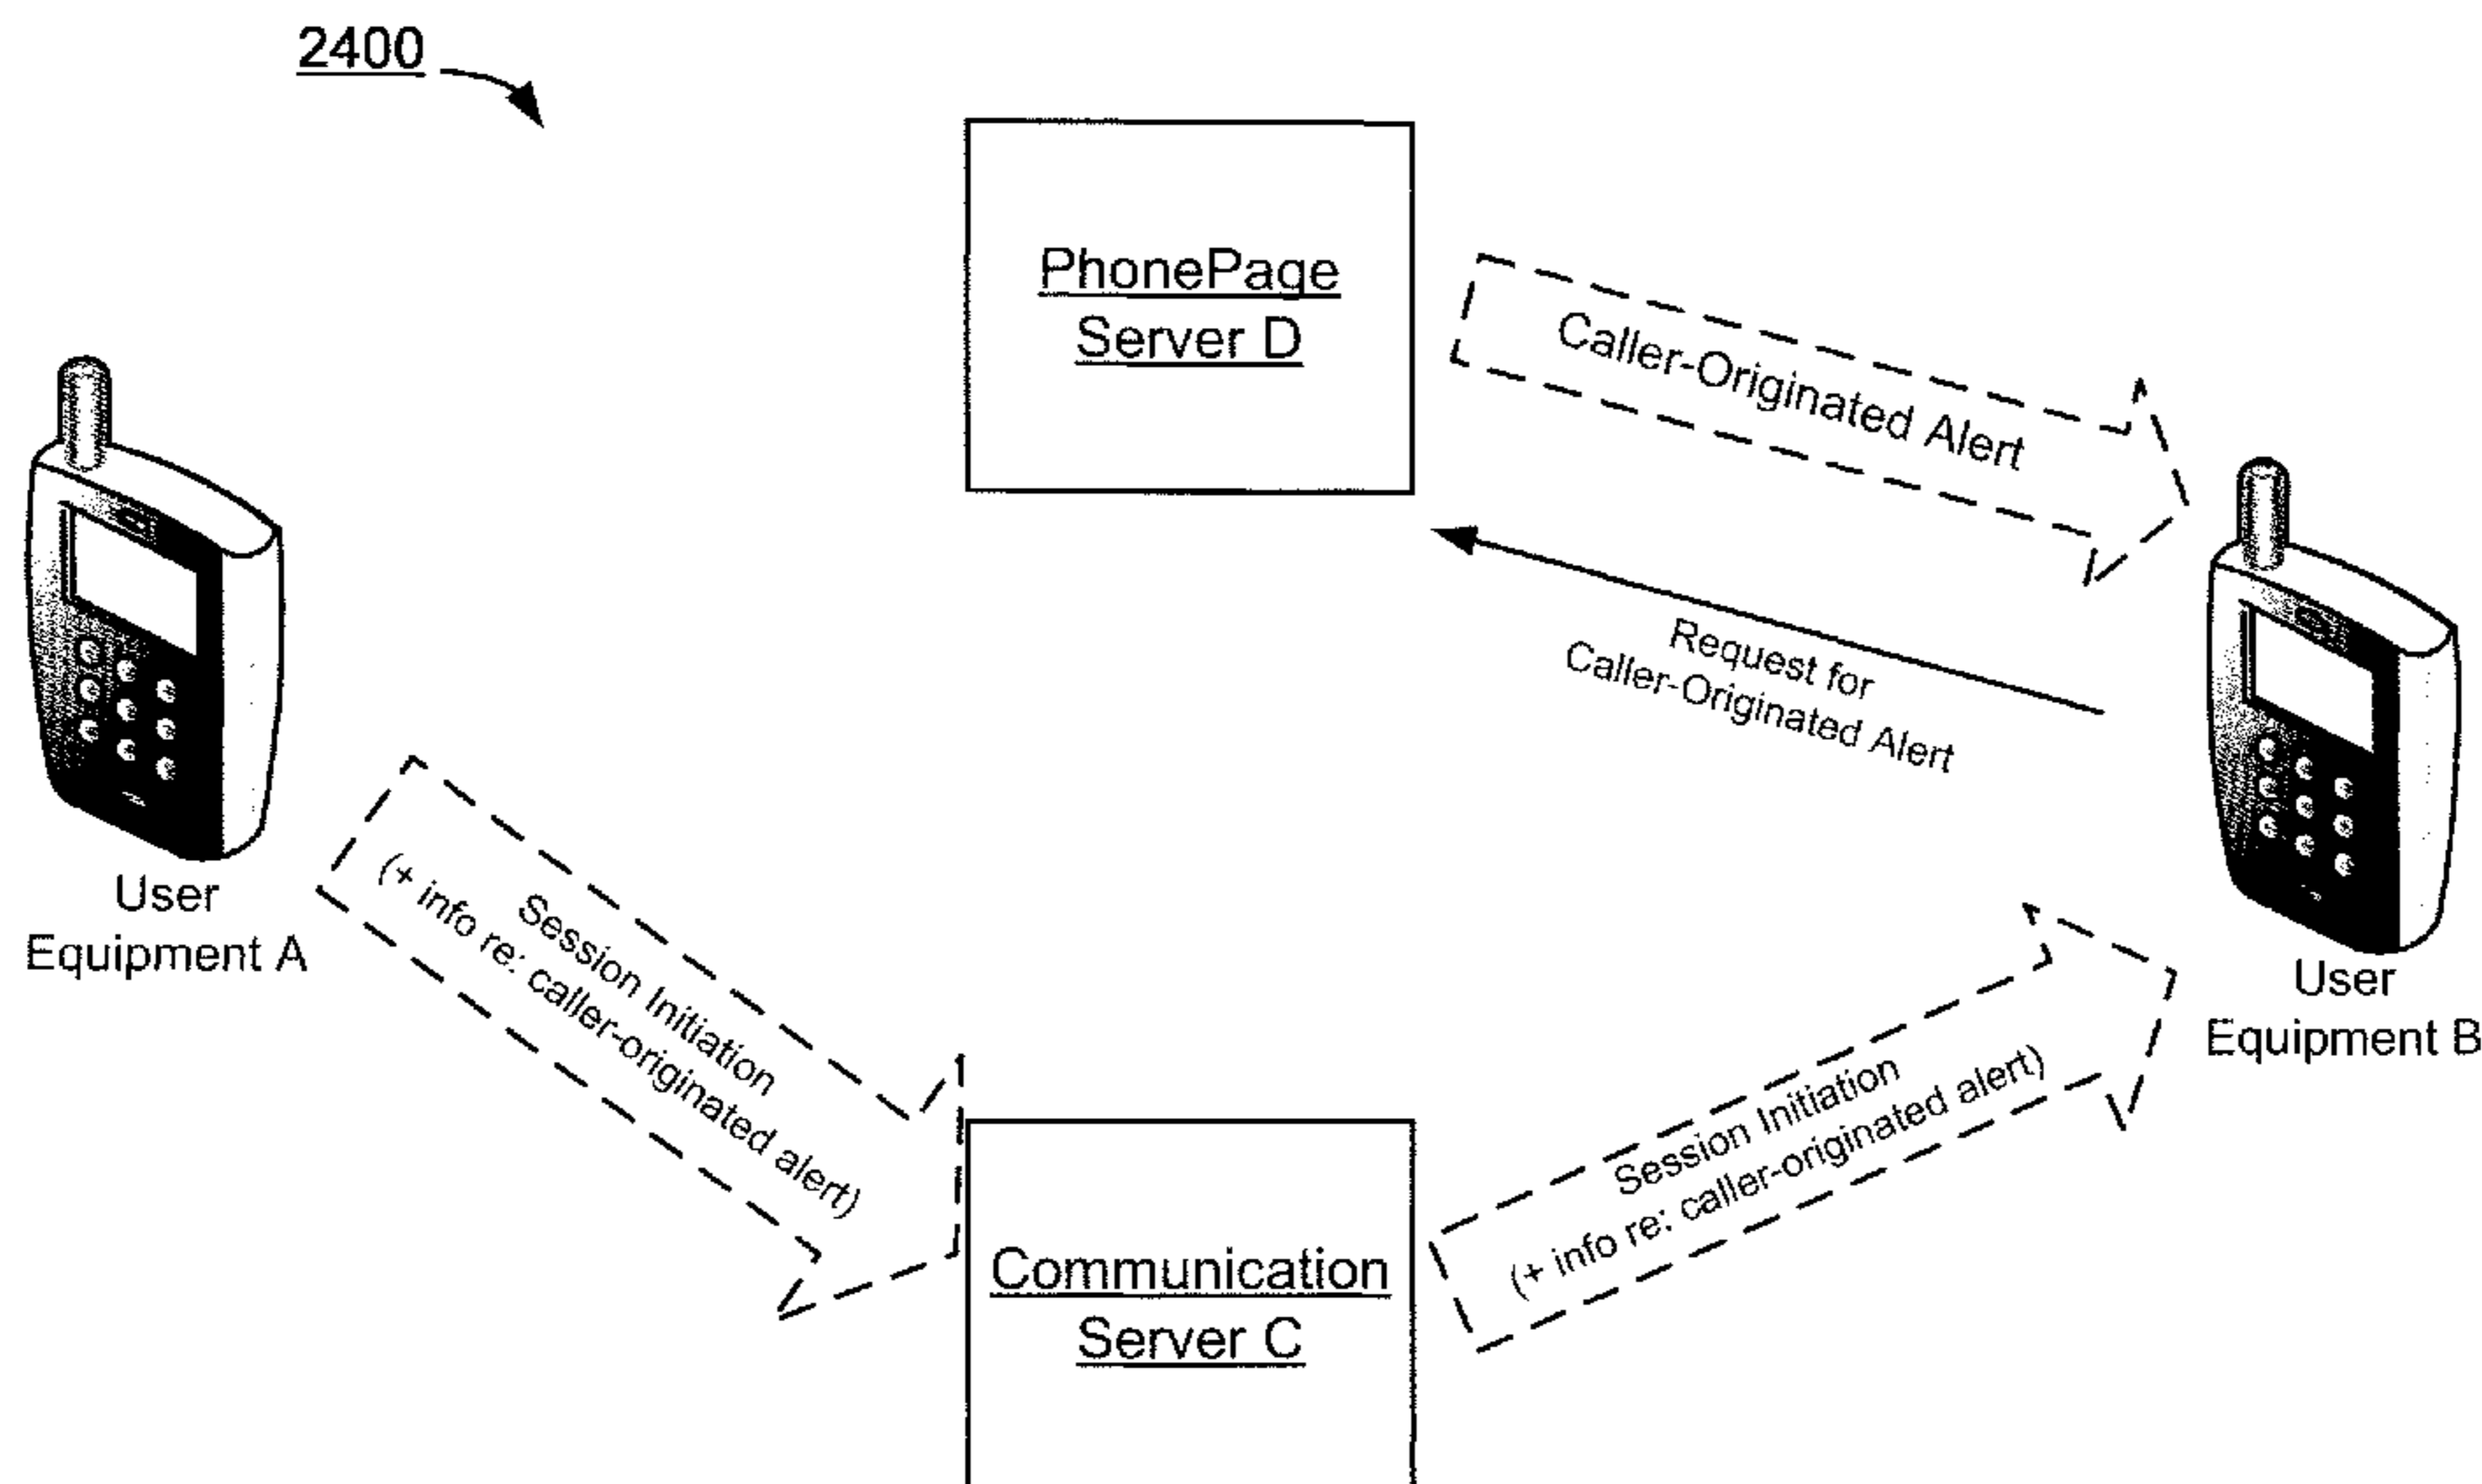 2400
PhonePage
Server D
Caller-Originated Alert
Request for
Caller-Originated Alert
User
Equipment A
User
Equipment B
Session Initiation
(+ info re: caller-originated alert)
Session Initiation
(+ info re: caller-originated alert)
Communication
Server C